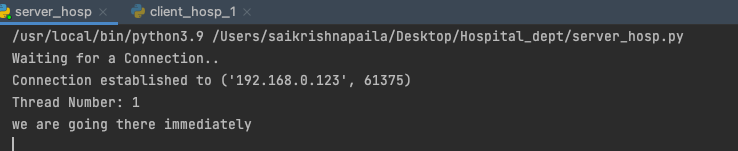 server_hosp × client_hosp_1 ×
/usr/local/bin/python3.9 /Users/saikrishnapaila/Desktop/Hospital_dept/server_hosp.py
Waiting for a Connection..
Connection established to ('192.168.0.123', 61375)
Thread Number: 1
we are going there immediately